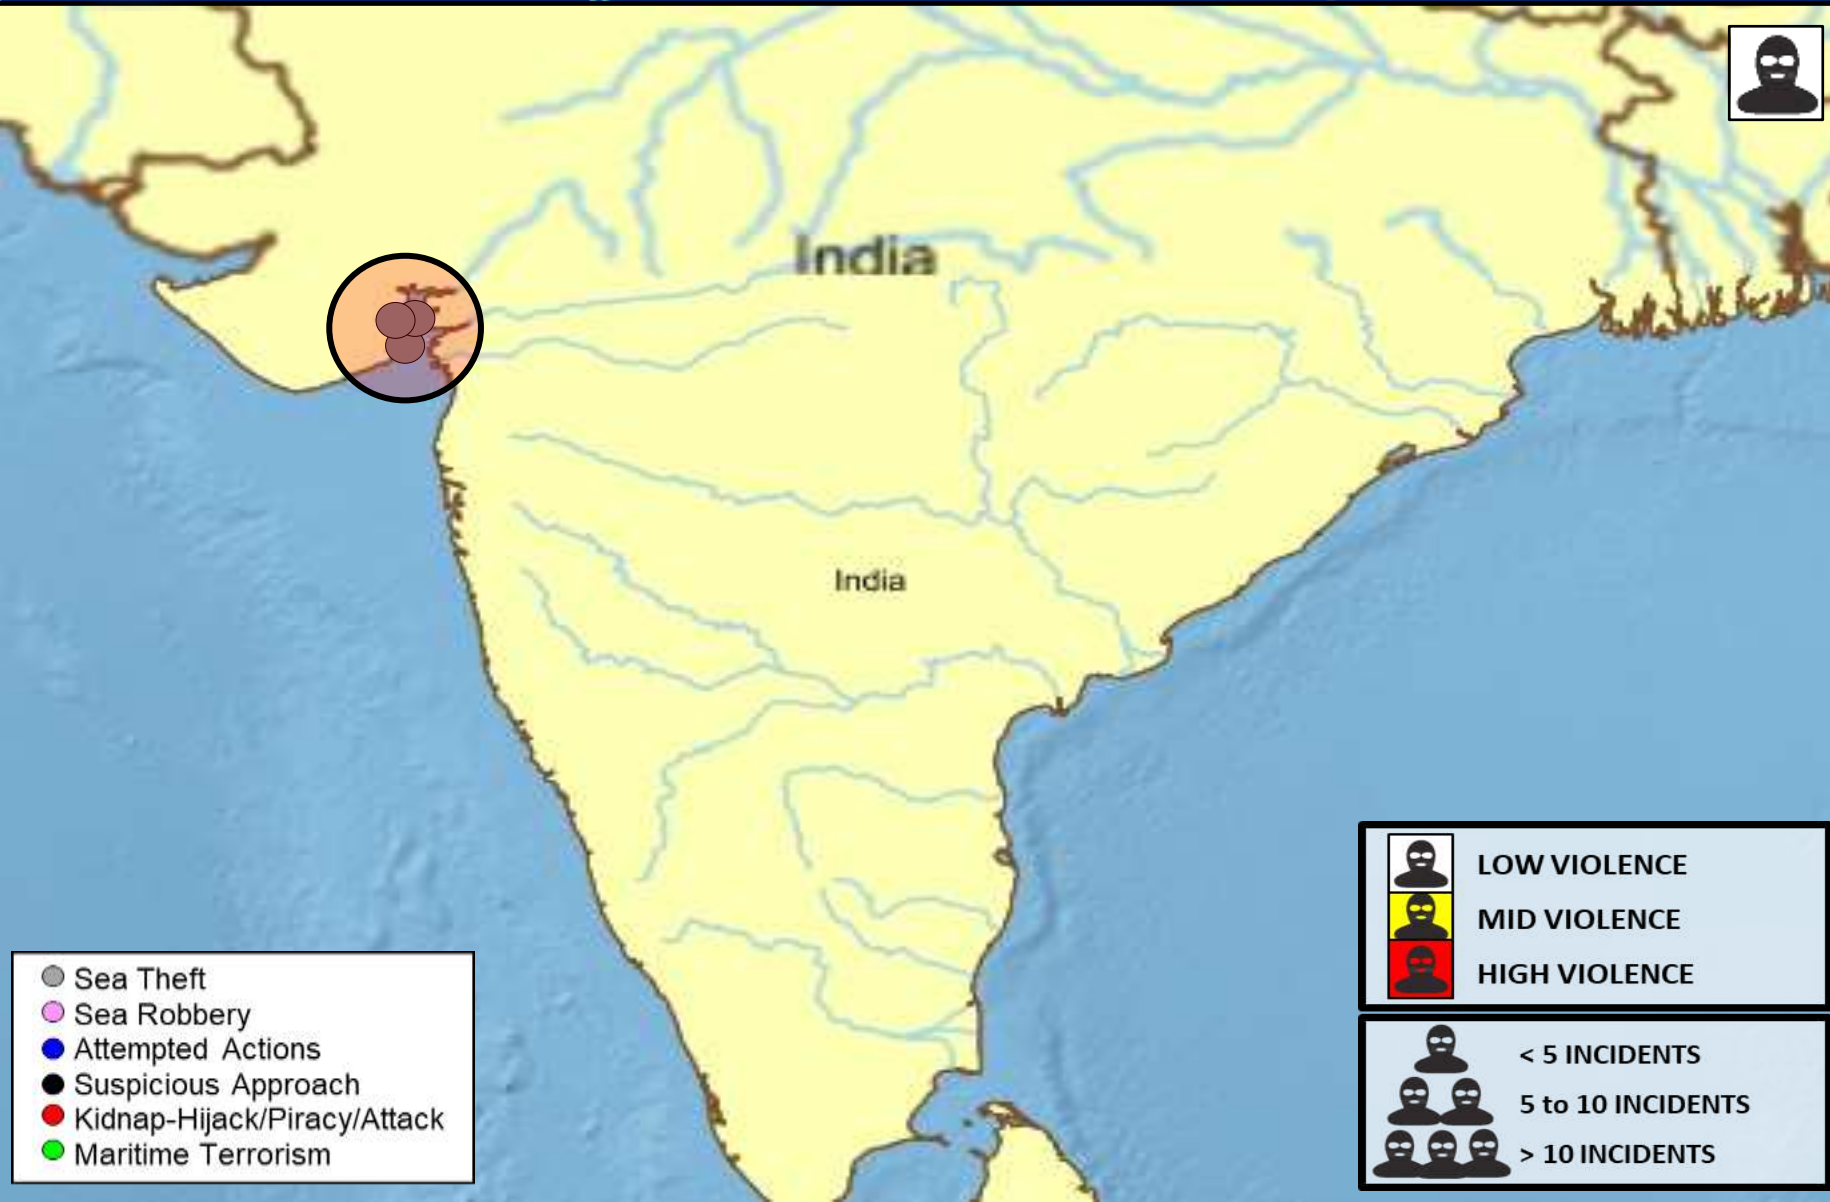 India
India
Sea Theft
Sea Robbery
Attempted Actions
Suspicious Approach
Kidnap-Hijack/Piracy/Attack
Maritime Terrorism
LOW VIOLENCE
MID VIOLENCE
HIGH VIOLENCE
< 5 INCIDENTS
5 to 10 INCIDENTS
> 10 INCIDENTS